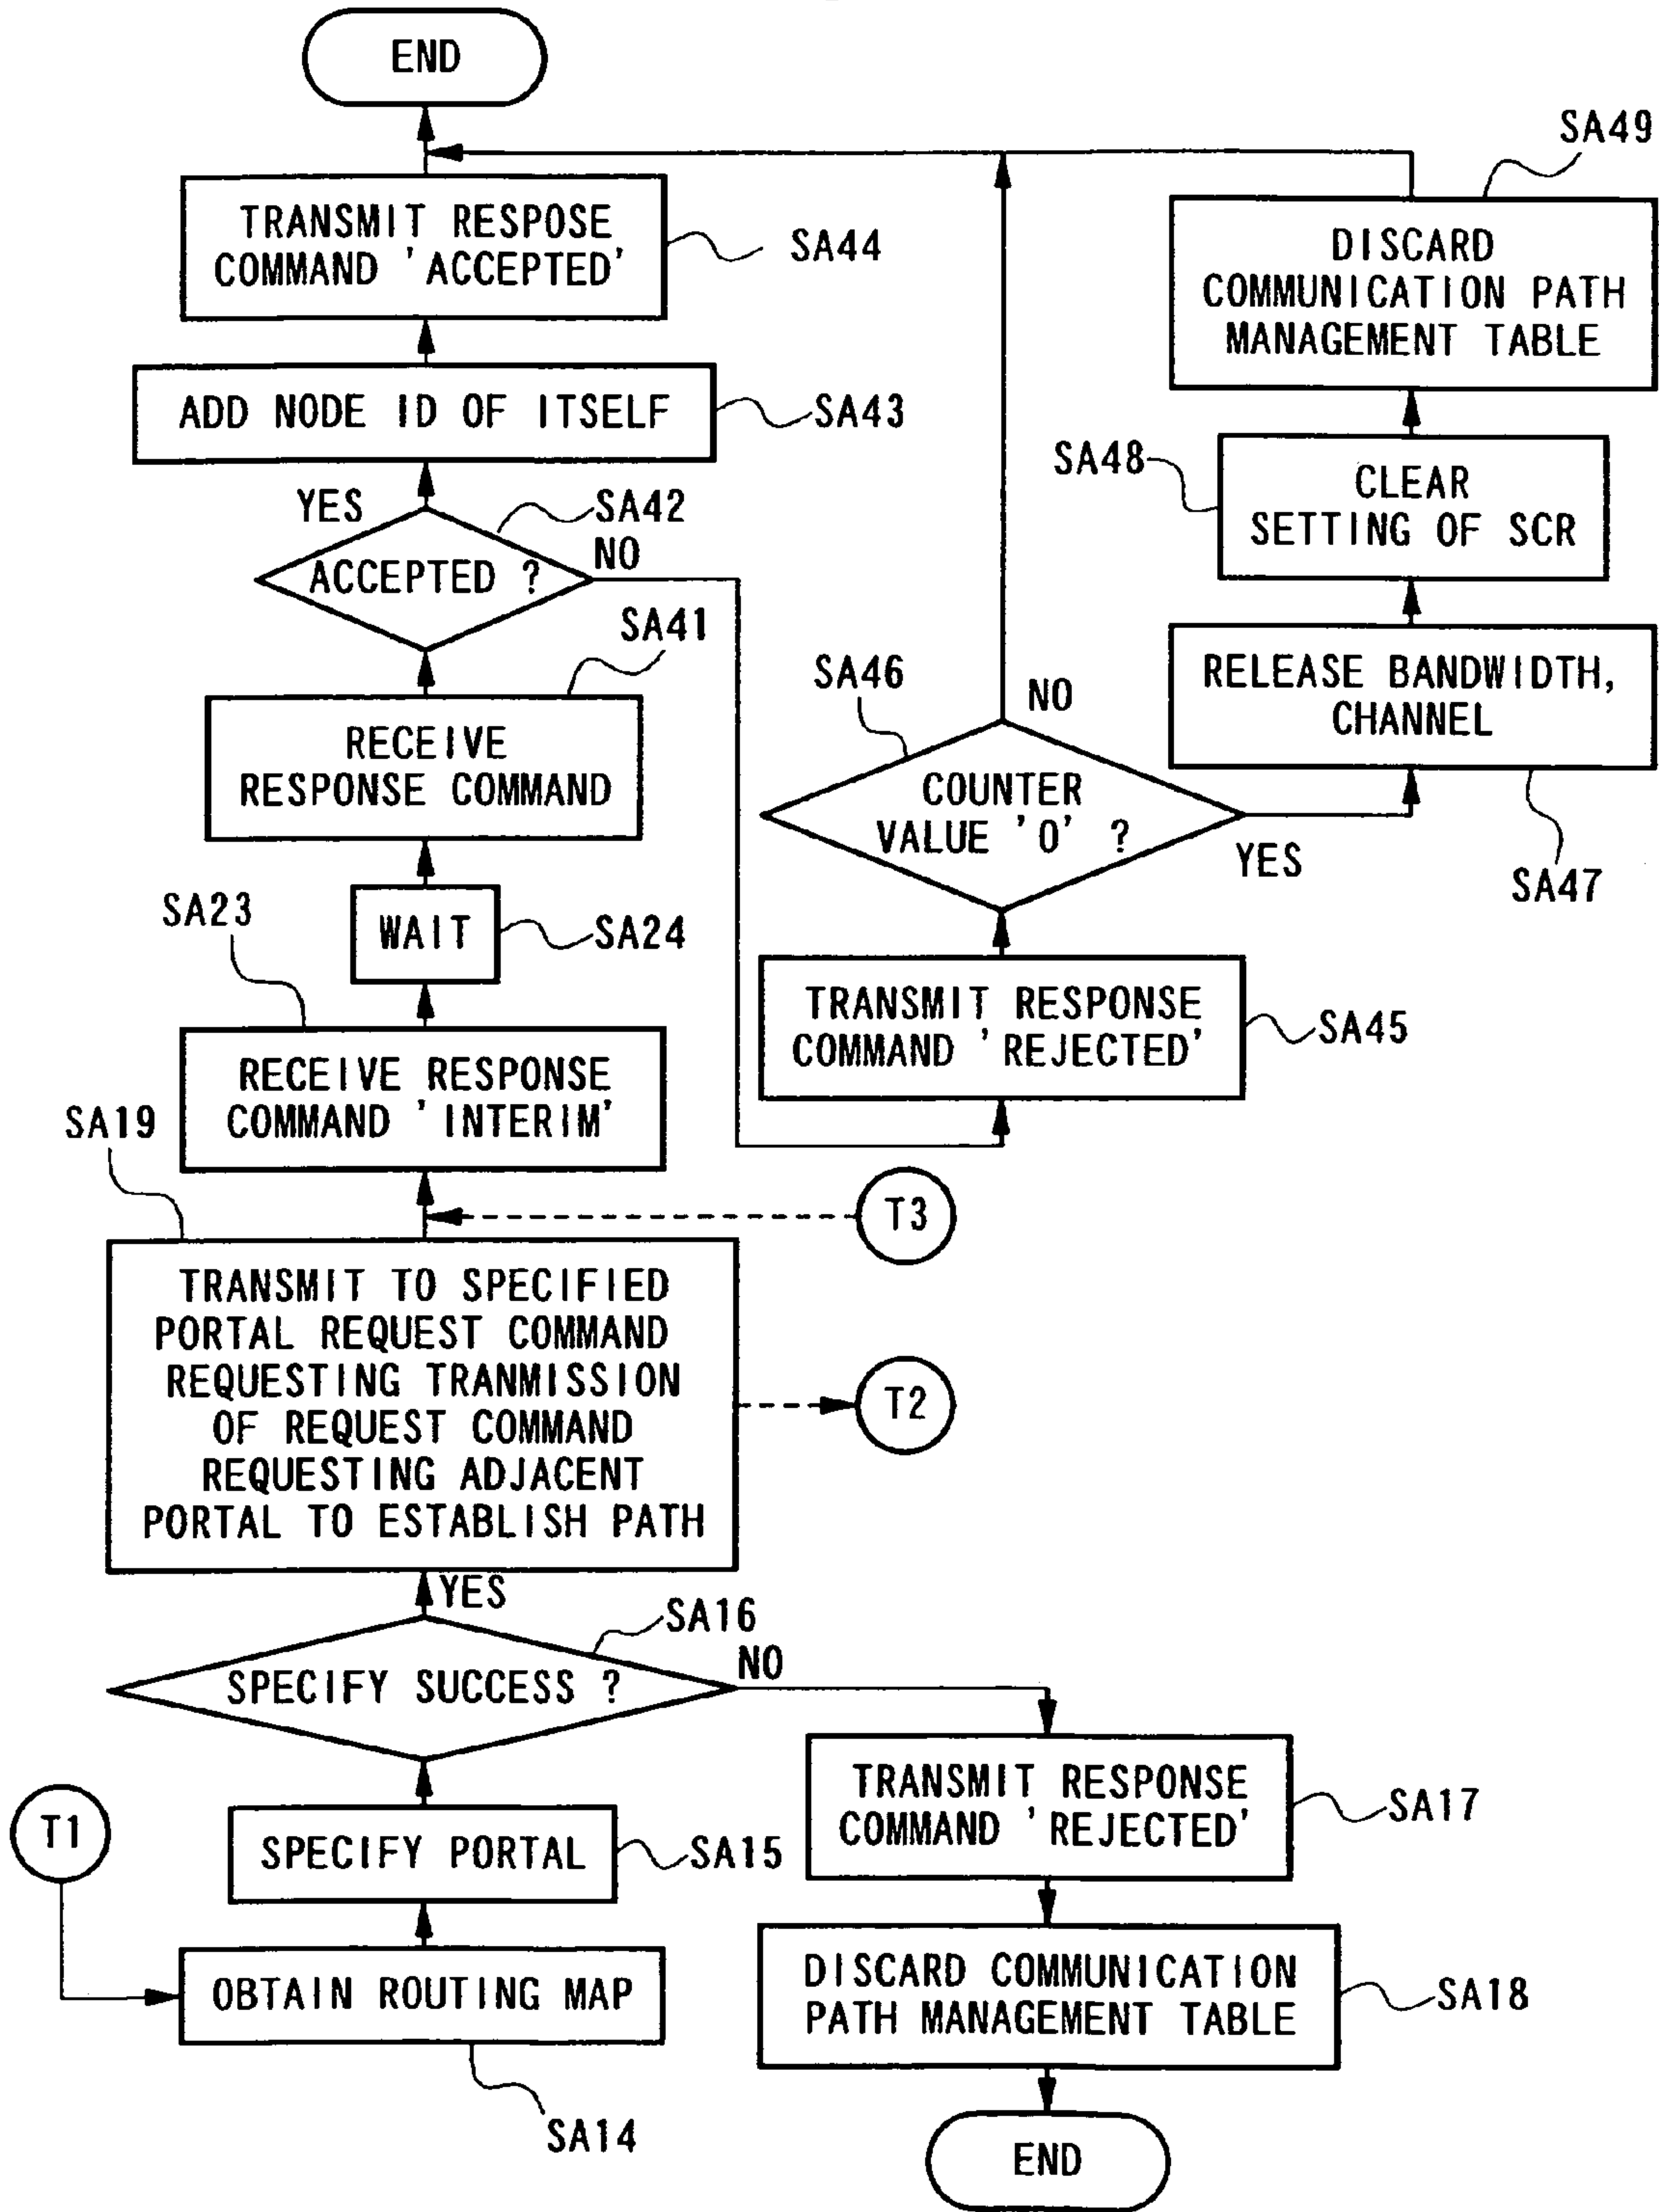 END
SA49
TRANSMIT RESPOSE
COMMAND 'ACCEPTED'
SA44
DISCARD
COMMUNICATION PATH
MANAGEMENT TABLE
ADD NODE ID OF ITSELF
SA43
SA48
CLEAR
SETTING OF SCR
YES
SA42
NO
ACCEPTED ?
SA41
RELEASE BANDWIDTH,
CHANNEL
SA46
NO
RECEIVE
RESPONSE COMMAND
COUNTER
VALUE '0' ?
YES
SA47
SA23
WAIT
SA24
TRANSMIT RESPONSE
COMMAND 'REJECTED'
SA45
RECEIVE RESPONSE
COMMAND 'INTERIM'
SA19
T3
TRANSMIT TO SPECIFIED
PORTAL REQUEST COMMAND
REQUESTING TRANMISSION
OF REQUEST COMMAND
REQUESTING ADJACENT
PORTAL TO ESTABLISH PATH
T2
YES
SA16
NO
SPECIFY SUCCESS ?
TRANSMIT RESPONSE
COMMAND 'REJECTED'
SA17
T1
SPECIFY PORTAL
SA15
OBTAIN ROUTING MAP
DISCARD COMMUNICATION
PATH MANAGEMENT TABLE
SA18
SA14
END